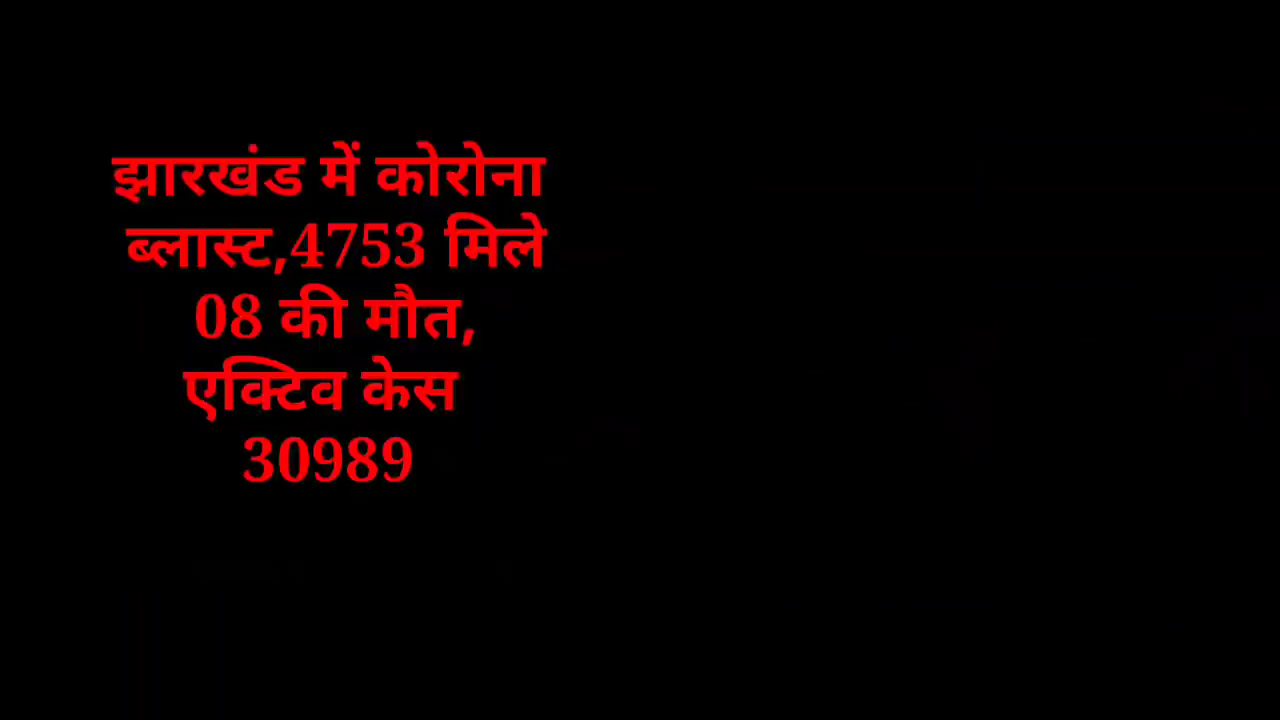 झारखंड में कोरोना
ब्लास्ट,4753 मिले
08 की मौत,
एक्टिव केस
30989